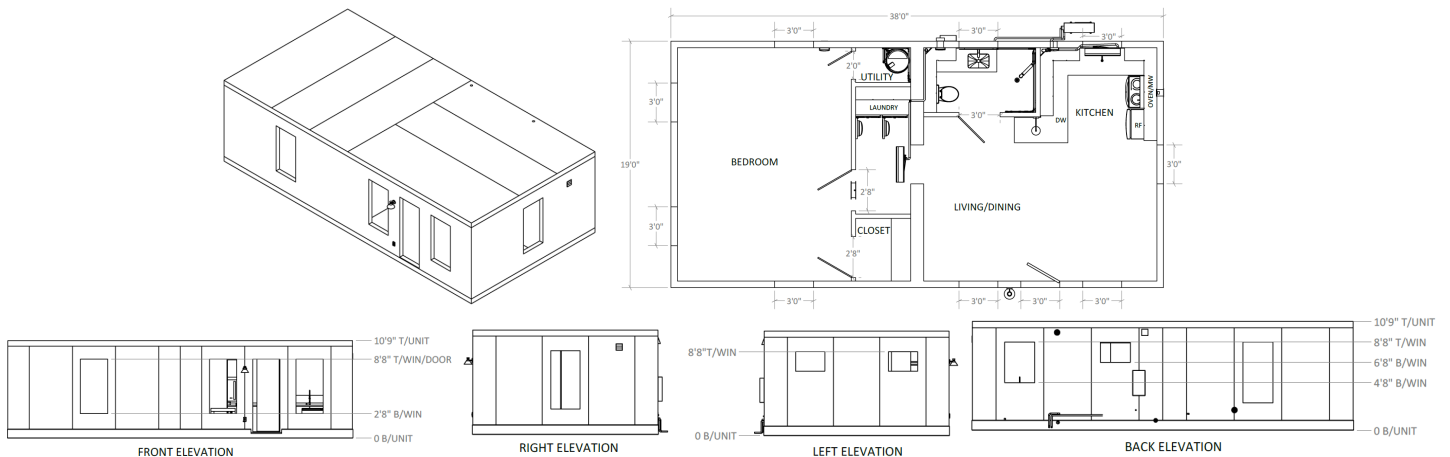 38'0"
3'0"
3'0"
3'0"
19'0"
2'0"
UTILITY
LAUNDRY
3'0"
OVEN/MW
KITCHEN
DW
RF
3'0"
3'0"
BEDROOM
2'8"
LIVING/DINING
3'0"
CLOSET
2'8"
3'0"
3'0"
3'0"
3'0"
10'9" T/UNIT
8'8" T/WIN/DOOR
2'8" B/WIN
0 B/UNIT
FRONT ELEVATION
RIGHT ELEVATION
8'8"T/WIN
0 B/UNIT
LEFT ELEVATION
10'9" T/UNIT
8'8" T/WIN
6'8" B/WIN
4'8" B/WIN
0 B/UNIT
BACK ELEVATION